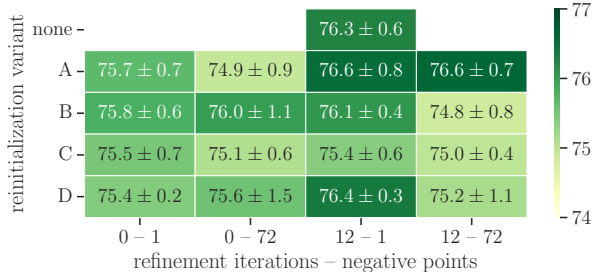 reinitialization variant
none 76.3 ± 0.6
A 75.7 ± 0.7 74.9 ± 0.9 76.6 ± 0.8 76.6 ± 0.7
B 75.8 ± 0.6 76.0 ± 1.1 76.1 ± 0.4 74.8 ± 0.8
C 75.5 ± 0.7 75.1 ± 0.6 75.4 ± 0.6 75.0 ± 0.4
D 75.4 ± 0.2 75.6 ± 1.5 76.4 ± 0.3 75.2 ± 1.1
0 – 1 0 – 72 12 – 1 12 – 72
refinement iterations – negative points
77
76
75
74